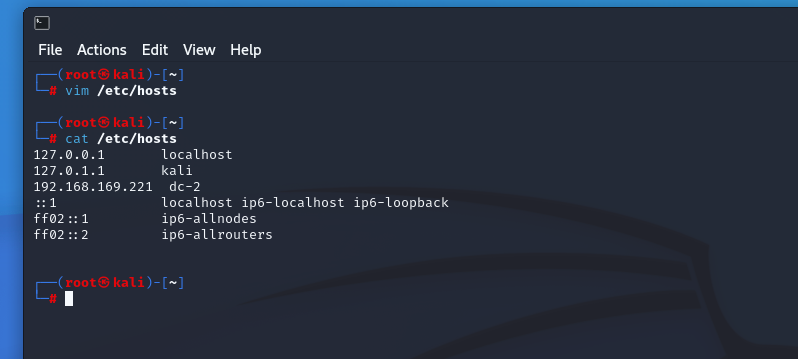 File Actions Edit View Help
┌──(root㉿kali)-[~]
└─# vim /etc/hosts
┌──(root㉿kali)-[~]
└─# cat /etc/hosts
127.0.0.1       localhost
127.0.1.1       kali
192.168.169.221  dc-2
::1             localhost ip6-localhost ip6-loopback
ff02::1         ip6-allnodes
ff02::2         ip6-allrouters
┌──(root㉿kali)-[~]
└─#